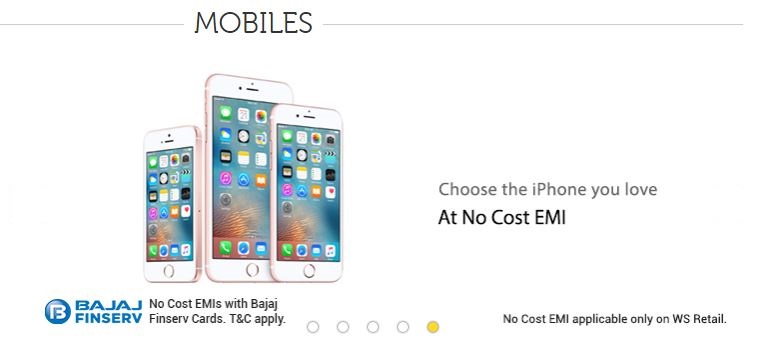 MOBILES
Choose the iPhone you love
At No Cost EMI
BAJAJ
FINSERV
No Cost EMIs with Bajaj
Finserv Cards. T&C apply.
No Cost EMI applicable only on WS Retail.